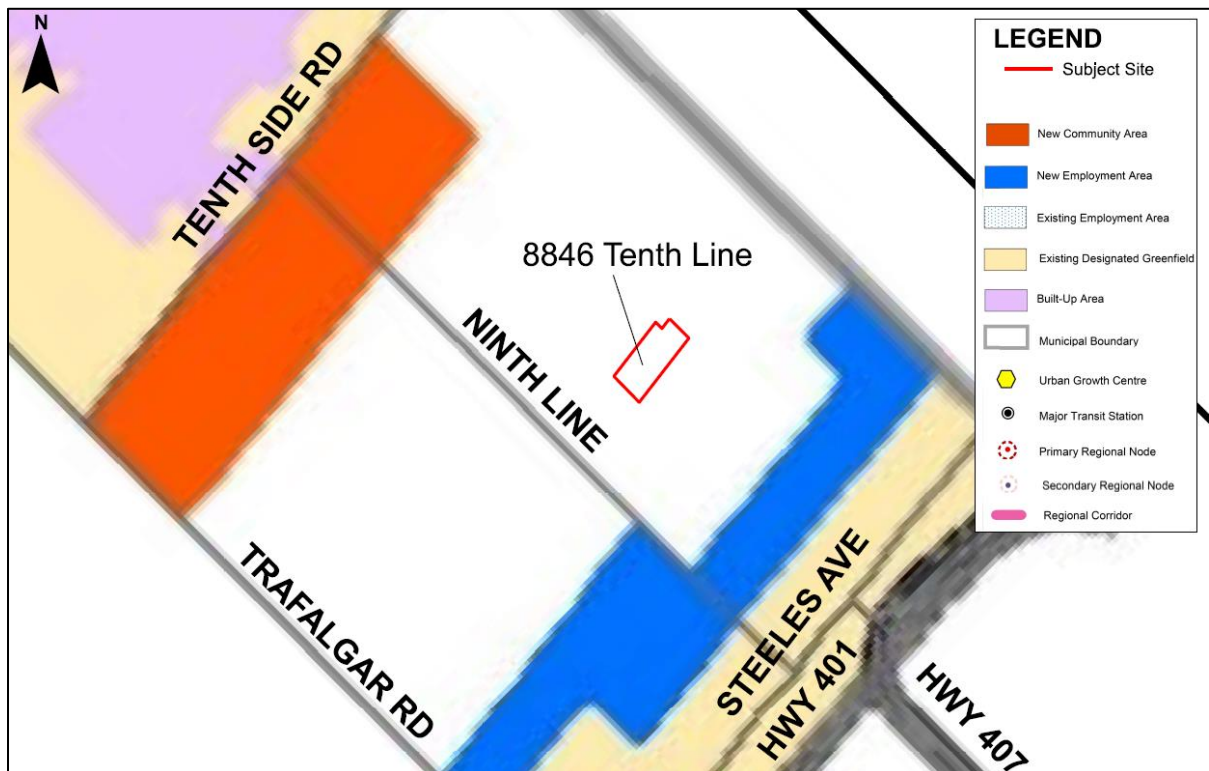 N
TENTH SIDE RD
8846 Tenth Line
NINTH LINE
TRAFALGAR RD
STEELES AVE
HWY 401
HWY 407
LEGEND
Subject Site
New Community Area
New Employment Area
Existing Employment Area
Existing Designated Greenfield
Built-Up Area
Municipal Boundary
Urban Growth Centre
Major Transit Station
Primary Regional Node
Secondary Regional Node
Regional Corridor